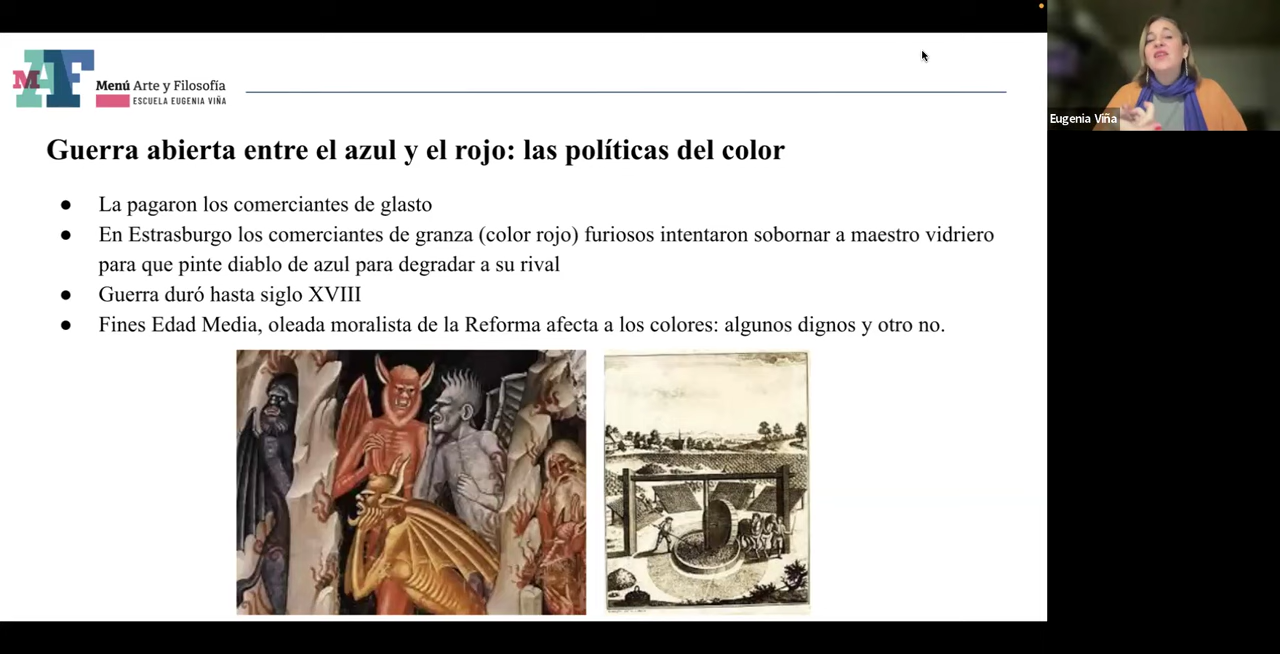 MAF
Menú Arte y Filosofía
ESCUELA EUGENIA VIÑA
Eugenia Viña
Guerra abierta entre el azul y el rojo: las políticas del color
● La pagaron los comerciantes de glasto
● En Estrasburgo los comerciantes de granza (color rojo) furiosos intentaron sobornar a maestro vidriero
para que pinte diablo de azul para degradar a su rival
● Guerra duró hasta siglo XVIII
● Fines Edad Media, oleada moralista de la Reforma afecta a los colores: algunos dignos y otro no.